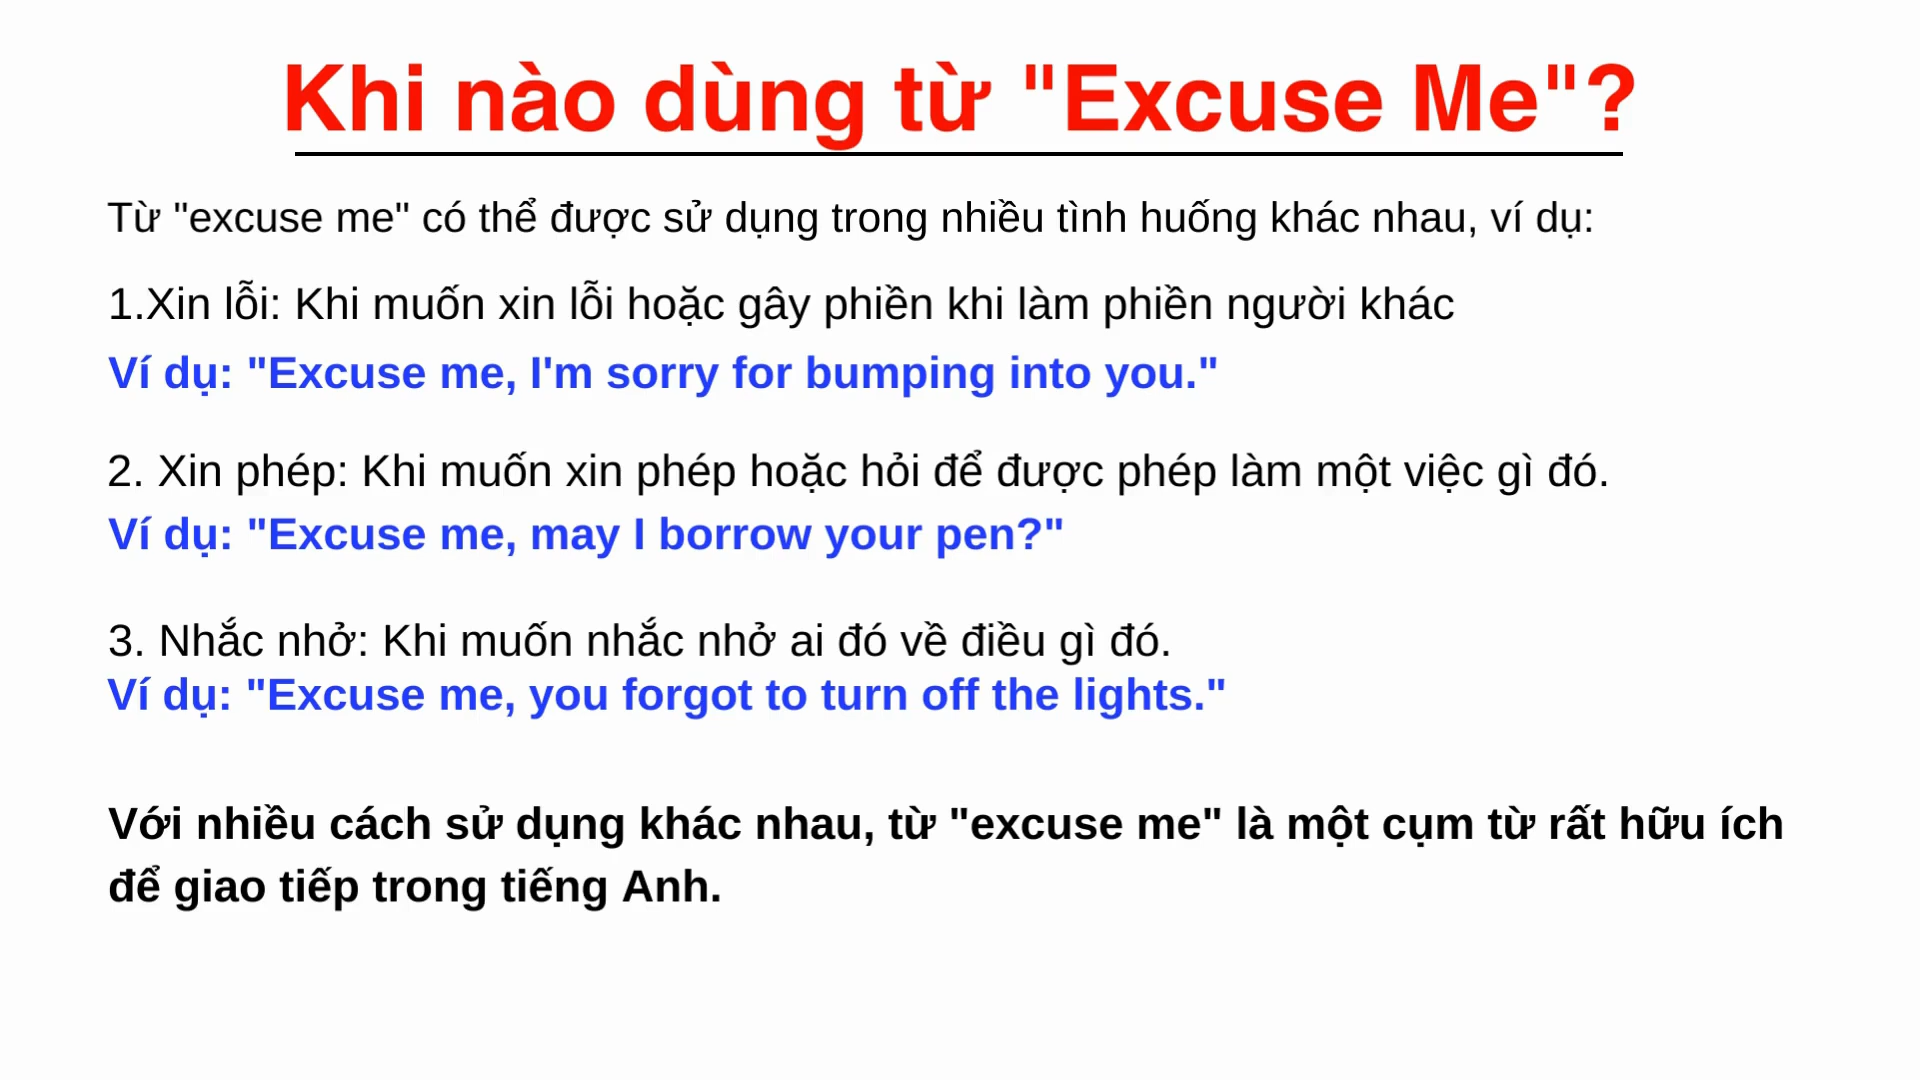 Khi nào dùng từ "Excuse Me"?
Từ "excuse me" có thể được sử dụng trong nhiều tình huống khác nhau, ví dụ:
1.Xin lỗi: Khi muốn xin lỗi hoặc gây phiền khi làm phiền người khác
Ví dụ: "Excuse me, I'm sorry for bumping into you."
2. Xin phép: Khi muốn xin phép hoặc hỏi để được phép làm một việc gì đó.
Ví dụ: "Excuse me, may I borrow your pen?"
3. Nhắc nhở: Khi muốn nhắc nhở ai đó về điều gì đó.
Ví dụ: "Excuse me, you forgot to turn off the lights."
Với nhiều cách sử dụng khác nhau, từ "excuse me" là một cụm từ rất hữu ích
để giao tiếp trong tiếng Anh.